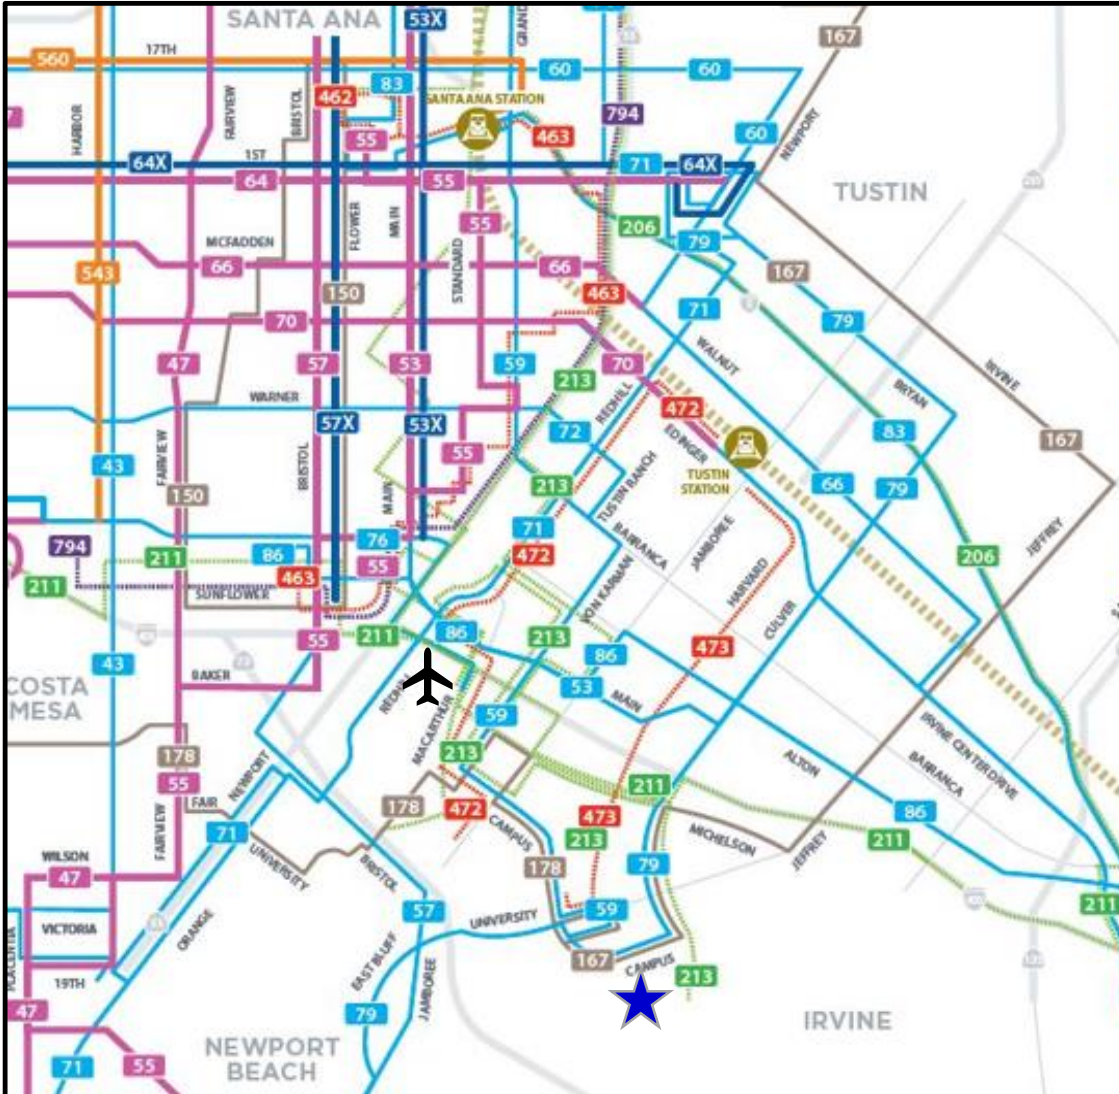 SANTA ANA
53X
GRAND
167
17TH
560
60
60
83
462
SANTA ANA STATION
HARBOR
FAIRVIEW
BRISTOL
794
463
60
NEWPORT
55
1ST
64X
71
64X
64
55
TUSTIN
FLOWER
MAIN
55
206
STANDARD
MCFADDEN
79
66
66
167
543
150
463
71
79
70
WALNUT
47
57
53
59
70
IRVINE
213
REDHILL
BRYAN
WARNER
472
57X
53X
72
EDINGER
83
167
43
FAIRVIEW
BRISTOL
55
TUSTIN
STATION
66
79
150
MAIN
213
TUSTIN RANCH
71
BARRANCA
JAMBOREE
JEFFREY
794
76
211
86
472
206
55
211
463
SUNFLOWER
VON KARMAN
HARVARD
CULVER
86
213
211
55
86
473
43
BAKER
COSTA
MESA
REDHILL
53
MAIN
MACARTHUR
59
IRVINE CENTER DRIVE
178
NEWPORT
213
ALTON
BARRANCA
55
211
FAIR
178
472
473
86
FAIRVIEW
71
CAMPUS
213
MICHELSON
JEFFREY
211
WILSON
UNIVERSITY
BRISTOL
178
79
47
57
59
211
VICTORIA
ORANGE
UNIVERSITY
PLACENTIA
EAST BLUFF
167
CAMPUS
213
19TH
JAMBOREE
47
79
IRVINE
NEWPORT
BEACH
71
55